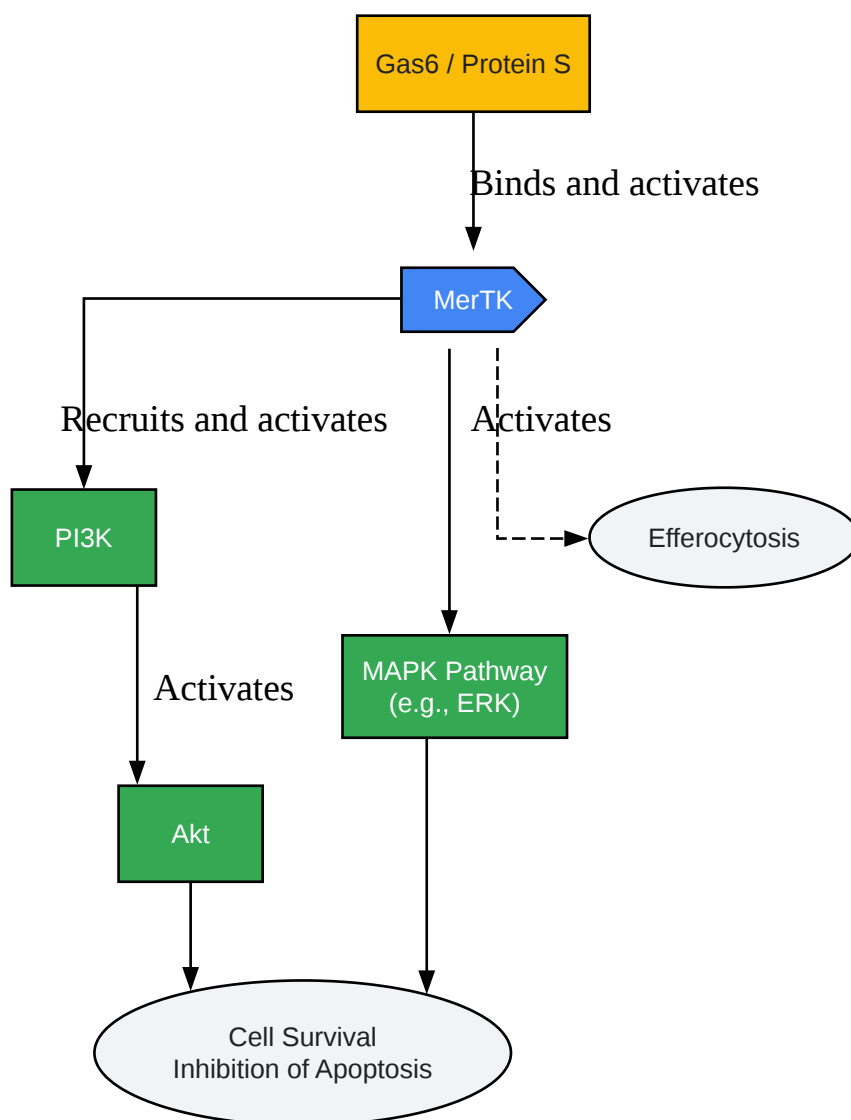 Gas6 / Protein S
Binds and activates
MerTK
Recruits and activates
Activates
PI3K
Efferocytosis
MAPK Pathway
(e.g., ERK)
Activates
Akt
Cell Survival
Inhibition of Apoptosis